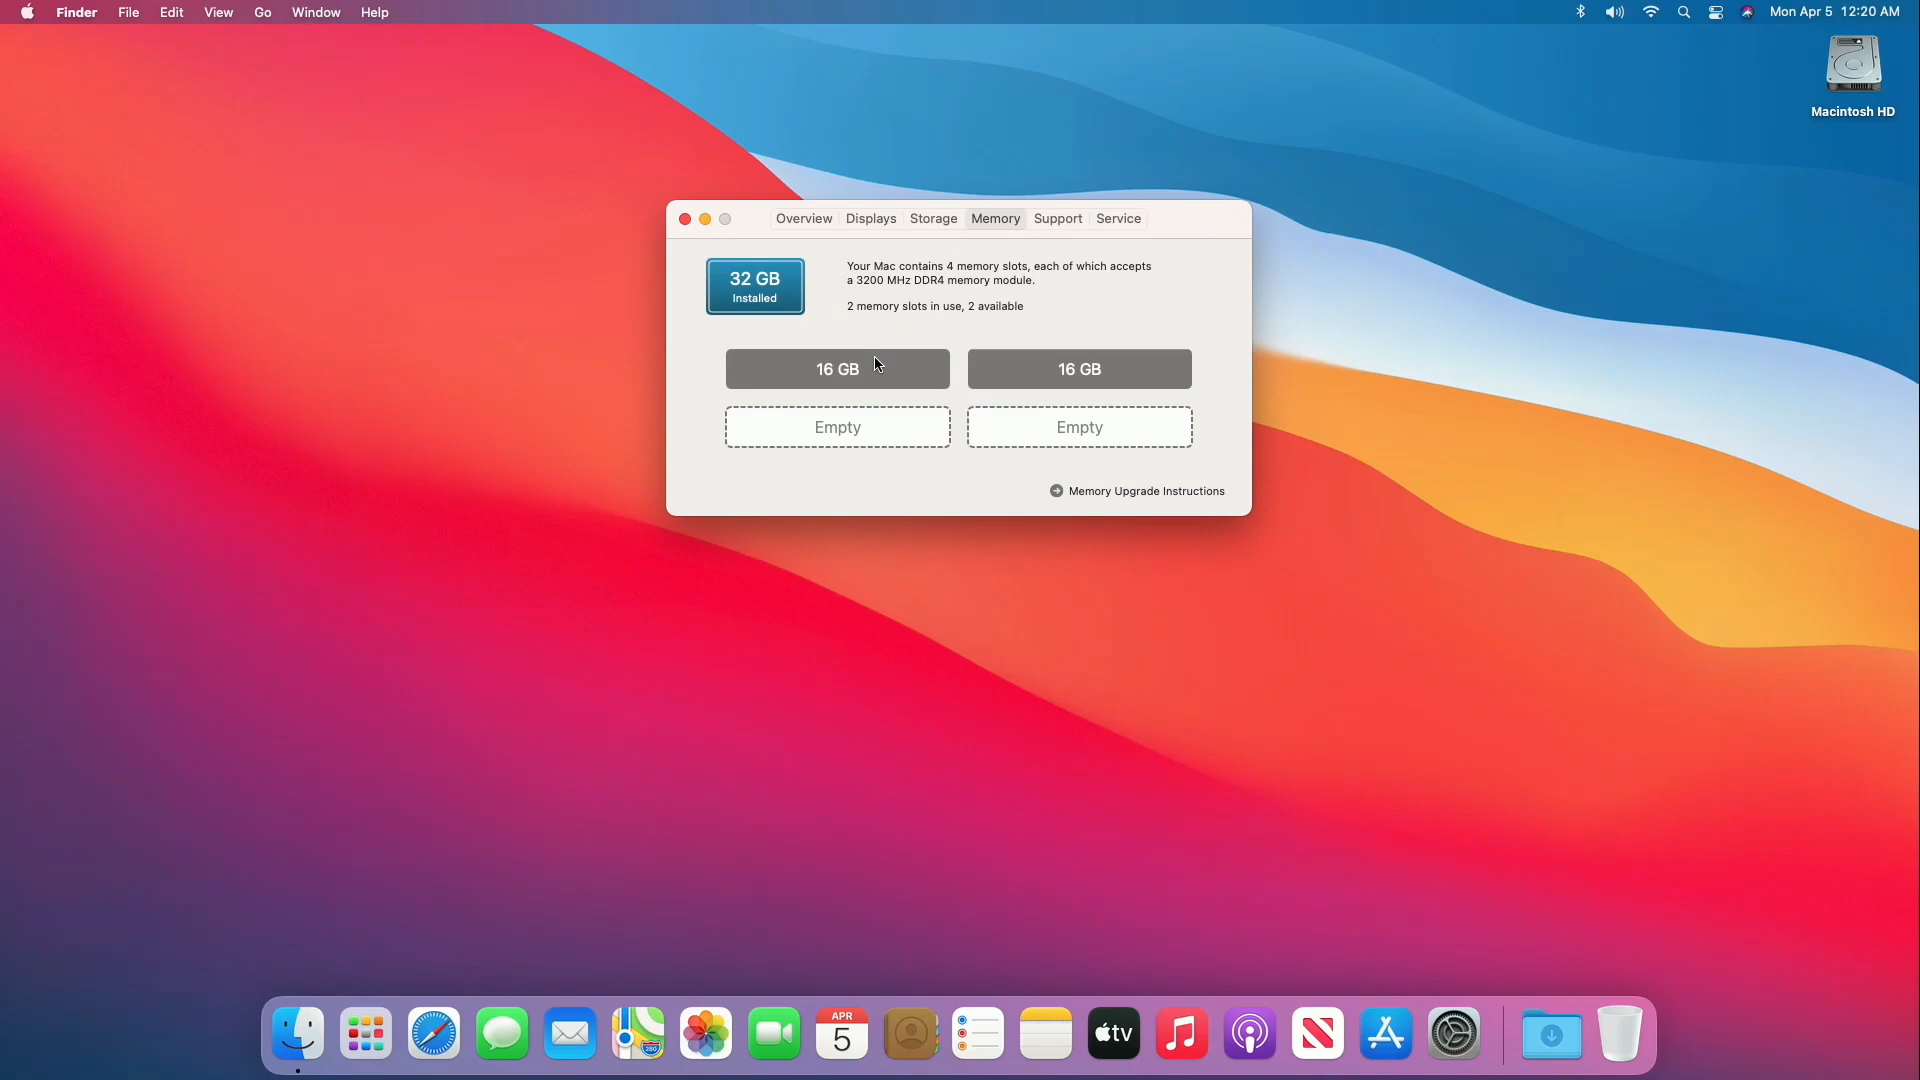 Finder File Edit View Go Window Help Mon Apr 5 12:20 AM
Macintosh HD
Overview Displays Storage Memory Support Service
32 GB
Installed
Your Mac contains 4 memory slots, each of which accepts
a 3200 MHz DDR4 memory module.
2 memory slots in use, 2 available
16 GB 16 GB
Empty Empty
Memory Upgrade Instructions
280
APR
5
tv